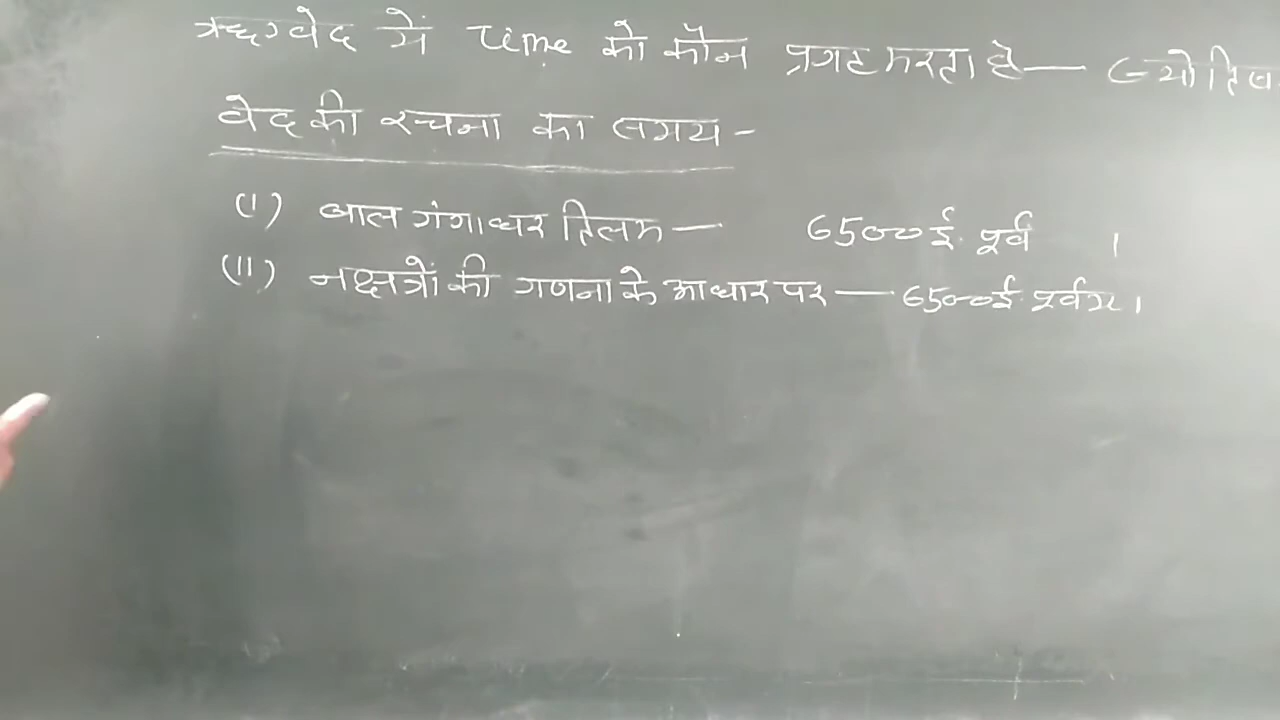 ऋग्वेद में Time को कौन प्रगट करता है — ज्योतिष
वेद की रचना का समय -
(I) बाल गंगाधर तिलक — 6500 ई. पूर्व ।
(II) नक्षत्रों की गणना के आधार पर — 6500 ई. पूर्व